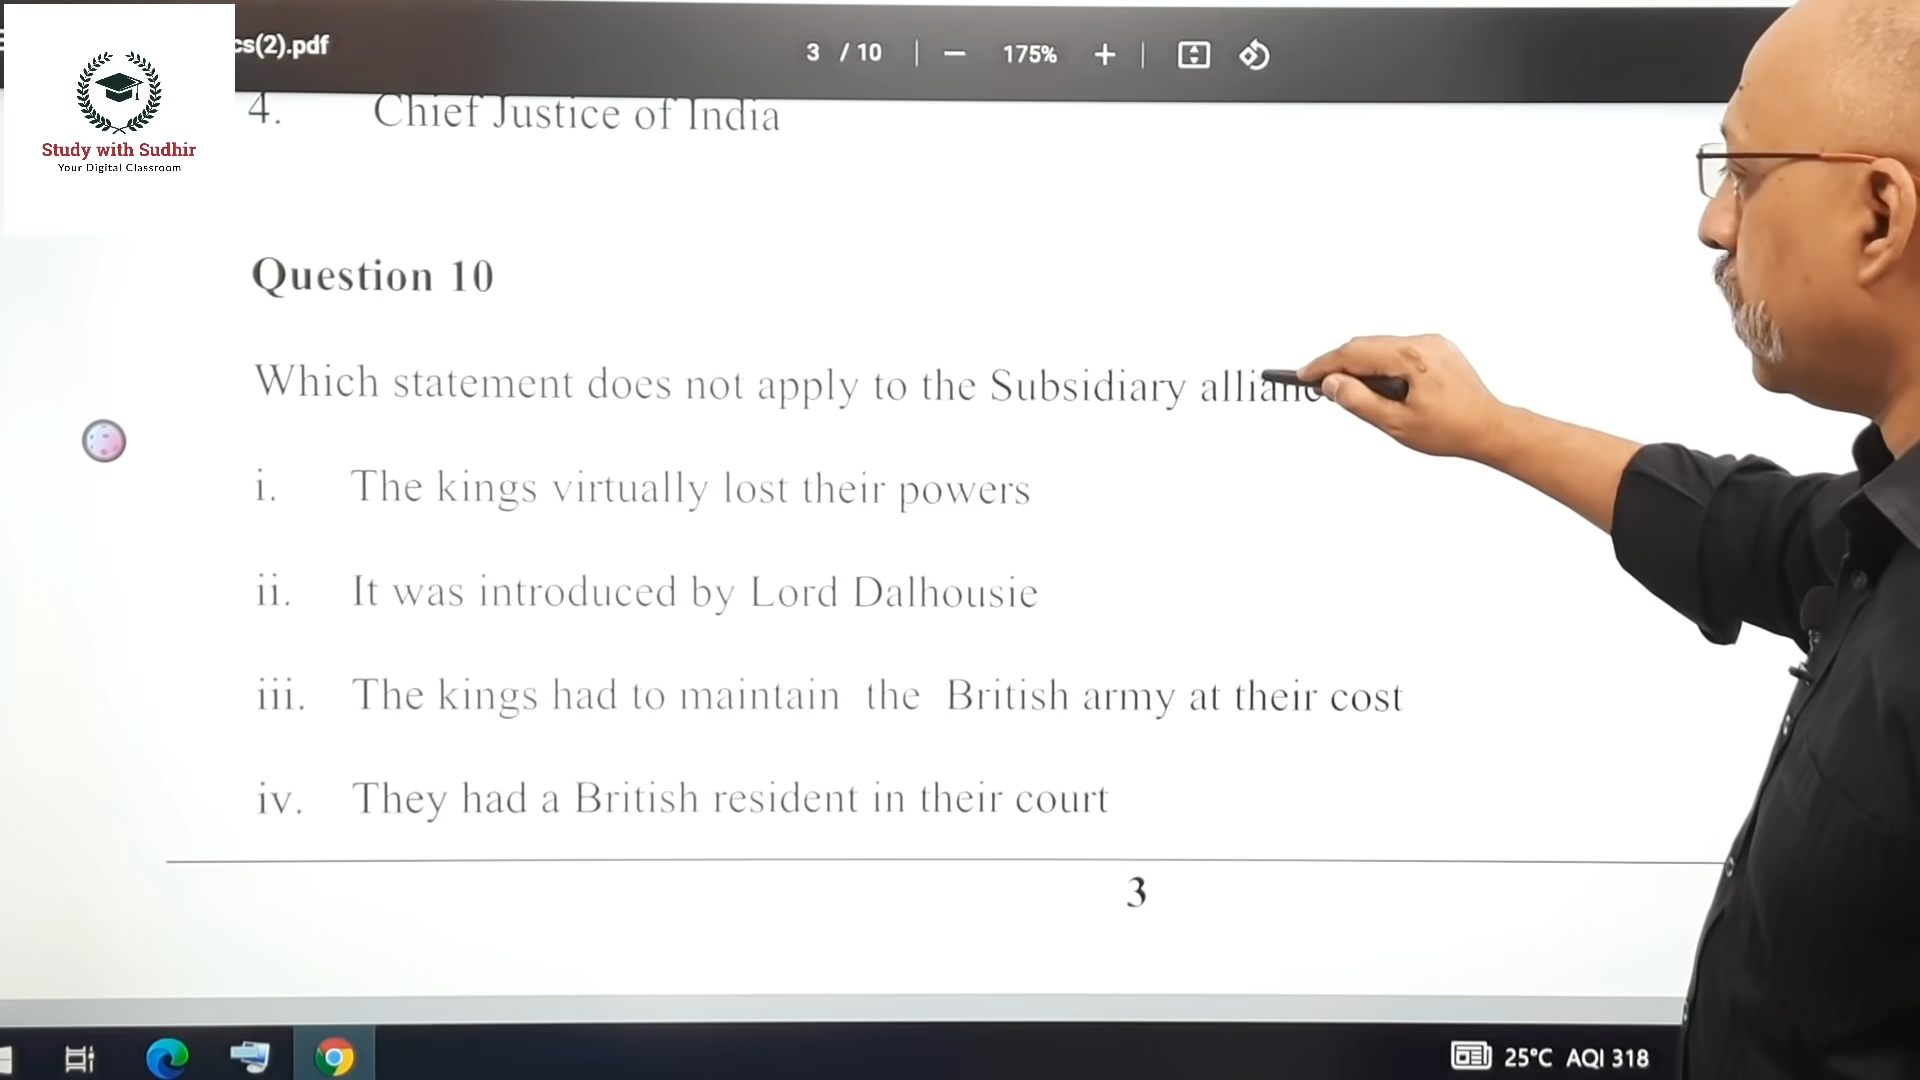 cs(2).pdf
3 / 10
175%
Study with Sudhir
Your Digital Classroom
4. Chief Justice of India
Question 10
Which statement does not apply to the Subsidiary
i. The kings virtually lost their powers
ii. It was introduced by Lord Dalhousie
iii. The kings had to maintain the British army at their cost
iv. They had a British resident in their court
3
25°C AQI 318